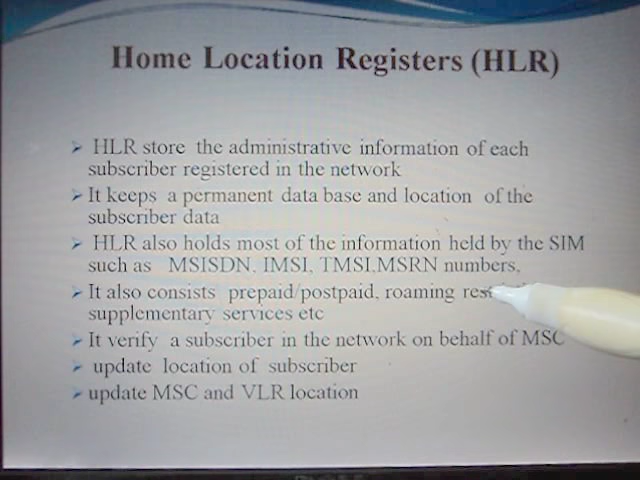 Home Location Registers (HLR)
HLR store the administrative information of each
subscriber registered in the network
It keeps a permanent data base and location of the
subscriber data
HLR also holds most of the information held by the SIM
such as MSISDN, IMSI, TMSI,MSRN numbers,
It also consists prepaid/postpaid, roaming
supplementary services etc
It verify a subscriber in the network on behalf of MSC
update location of subscriber
update MSC and VLR location